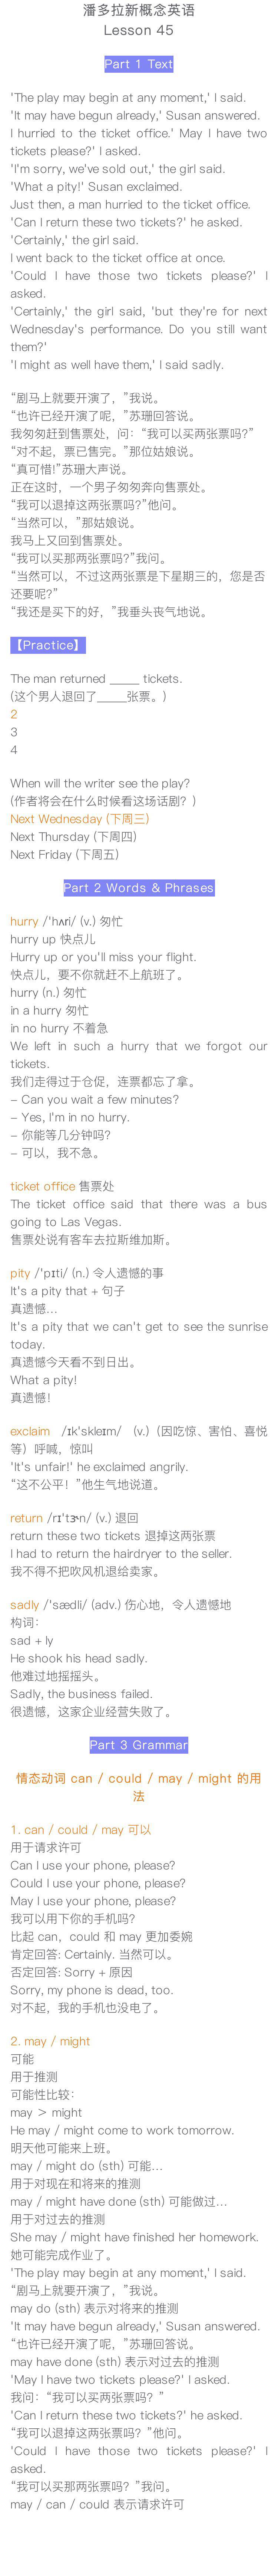 潘多拉新概念英语
Lesson 45
Part 1 Text
'The play may begin at any moment,' I said.
'It may have begun already,' Susan answered.
I hurried to the ticket office.' May I have two
tickets please?' I asked.
'I'm sorry, we've sold out,' the girl said.
'What a pity!' Susan exclaimed.
Just then, a man hurried to the ticket office.
'Can I return these two tickets?' he asked.
'Certainly,' the girl said.
I went back to the ticket office at once.
'Could I have those two tickets please?' I
asked.
'Certainly,' the girl said, 'but they're for next
Wednesday's performance. Do you still want
them?'
'I might as well have them,' I said sadly.
“剧马上就要开演了，”我说。
“也许已经开演了呢，”苏珊回答说。
我匆匆赶到售票处，问：“我可以买两张票吗?”
“对不起，票已售完。”那位姑娘说。
“真可惜!”苏珊大声说。
正在这时，一个男子匆匆奔向售票处。
“我可以退掉这两张票吗?”他问。
“当然可以，”那姑娘说。
我马上又回到售票处。
“我可以买那两张票吗?”我问。
“当然可以，不过这两张票是下星期三的，您是否
还要呢?”
“我还是买下的好，”我垂头丧气地说。
【Practice】
The man returned _____ tickets.
(这个男人退回了_____张票。)
2
3
4
When will the writer see the play?
(作者将会在什么时候看这场话剧？)
Next Wednesday (下周三)
Next Thursday (下周四)
Next Friday (下周五)
Part 2 Words & Phrases
hurry /'hʌri/ (v.) 匆忙
hurry up 快点儿
Hurry up or you'll miss your flight.
快点儿，要不你就赶不上航班了。
hurry (n.) 匆忙
in a hurry 匆忙
in no hurry 不着急
We left in such a hurry that we forgot our
tickets.
我们走得过于仓促，连票都忘了拿。
- Can you wait a few minutes?
- Yes, I'm in no hurry.
- 你能等几分钟吗?
- 可以，我不急。
ticket office 售票处
The ticket office said that there was a bus
going to Las Vegas.
售票处说有客车去拉斯维加斯。
pity /'pɪti/ (n.) 令人遗憾的事
It's a pity that + 句子
真遗憾...
It's a pity that we can't get to see the sunrise
today.
真遗憾今天看不到日出。
What a pity!
真遗憾！
exclaim /ɪk'skleɪm/ (v.)（因吃惊、害怕、喜悦
等）呼喊，惊叫
'It's unfair!' he exclaimed angrily.
“这不公平！”他生气地说道。
return /rɪ'tɝn/ (v.) 退回
return these two tickets 退掉这两张票
I had to return the hairdryer to the seller.
我不得不把吹风机退给卖家。
sadly /'sædli/ (adv.) 伤心地，令人遗憾地
构词：
sad + ly
He shook his head sadly.
他难过地摇摇头。
Sadly, the business failed.
很遗憾，这家企业经营失败了。
Part 3 Grammar
情态动词 can / could / may / might 的用
法
1. can / could / may 可以
用于请求许可
Can I use your phone, please?
Could I use your phone, please?
May I use your phone, please?
我可以用下你的手机吗?
比起 can，could 和 may 更加委婉
肯定回答: Certainly. 当然可以。
否定回答: Sorry + 原因
Sorry, my phone is dead, too.
对不起，我的手机也没电了。
2. may / might
可能
用于推测
可能性比较：
may ＞ might
He may / might come to work tomorrow.
明天他可能来上班。
may / might do (sth) 可能...
用于对现在和将来的推测
may / might have done (sth) 可能做过...
用于对过去的推测
She may / might have finished her homework.
她可能完成作业了。
'The play may begin at any moment,' I said.
“剧马上就要开演了，”我说。
may do (sth) 表示对将来的推测
'It may have begun already,' Susan answered.
“也许已经开演了呢，”苏珊回答说。
may have done (sth) 表示对过去的推测
'May I have two tickets please?' I asked.
我问：“我可以买两张票吗？”
'Can I return these two tickets?' he asked.
“我可以退掉这两张票吗？”他问。
'Could I have those two tickets please?' I
asked.
“我可以买那两张票吗？”我问。
may / can / could 表示请求许可